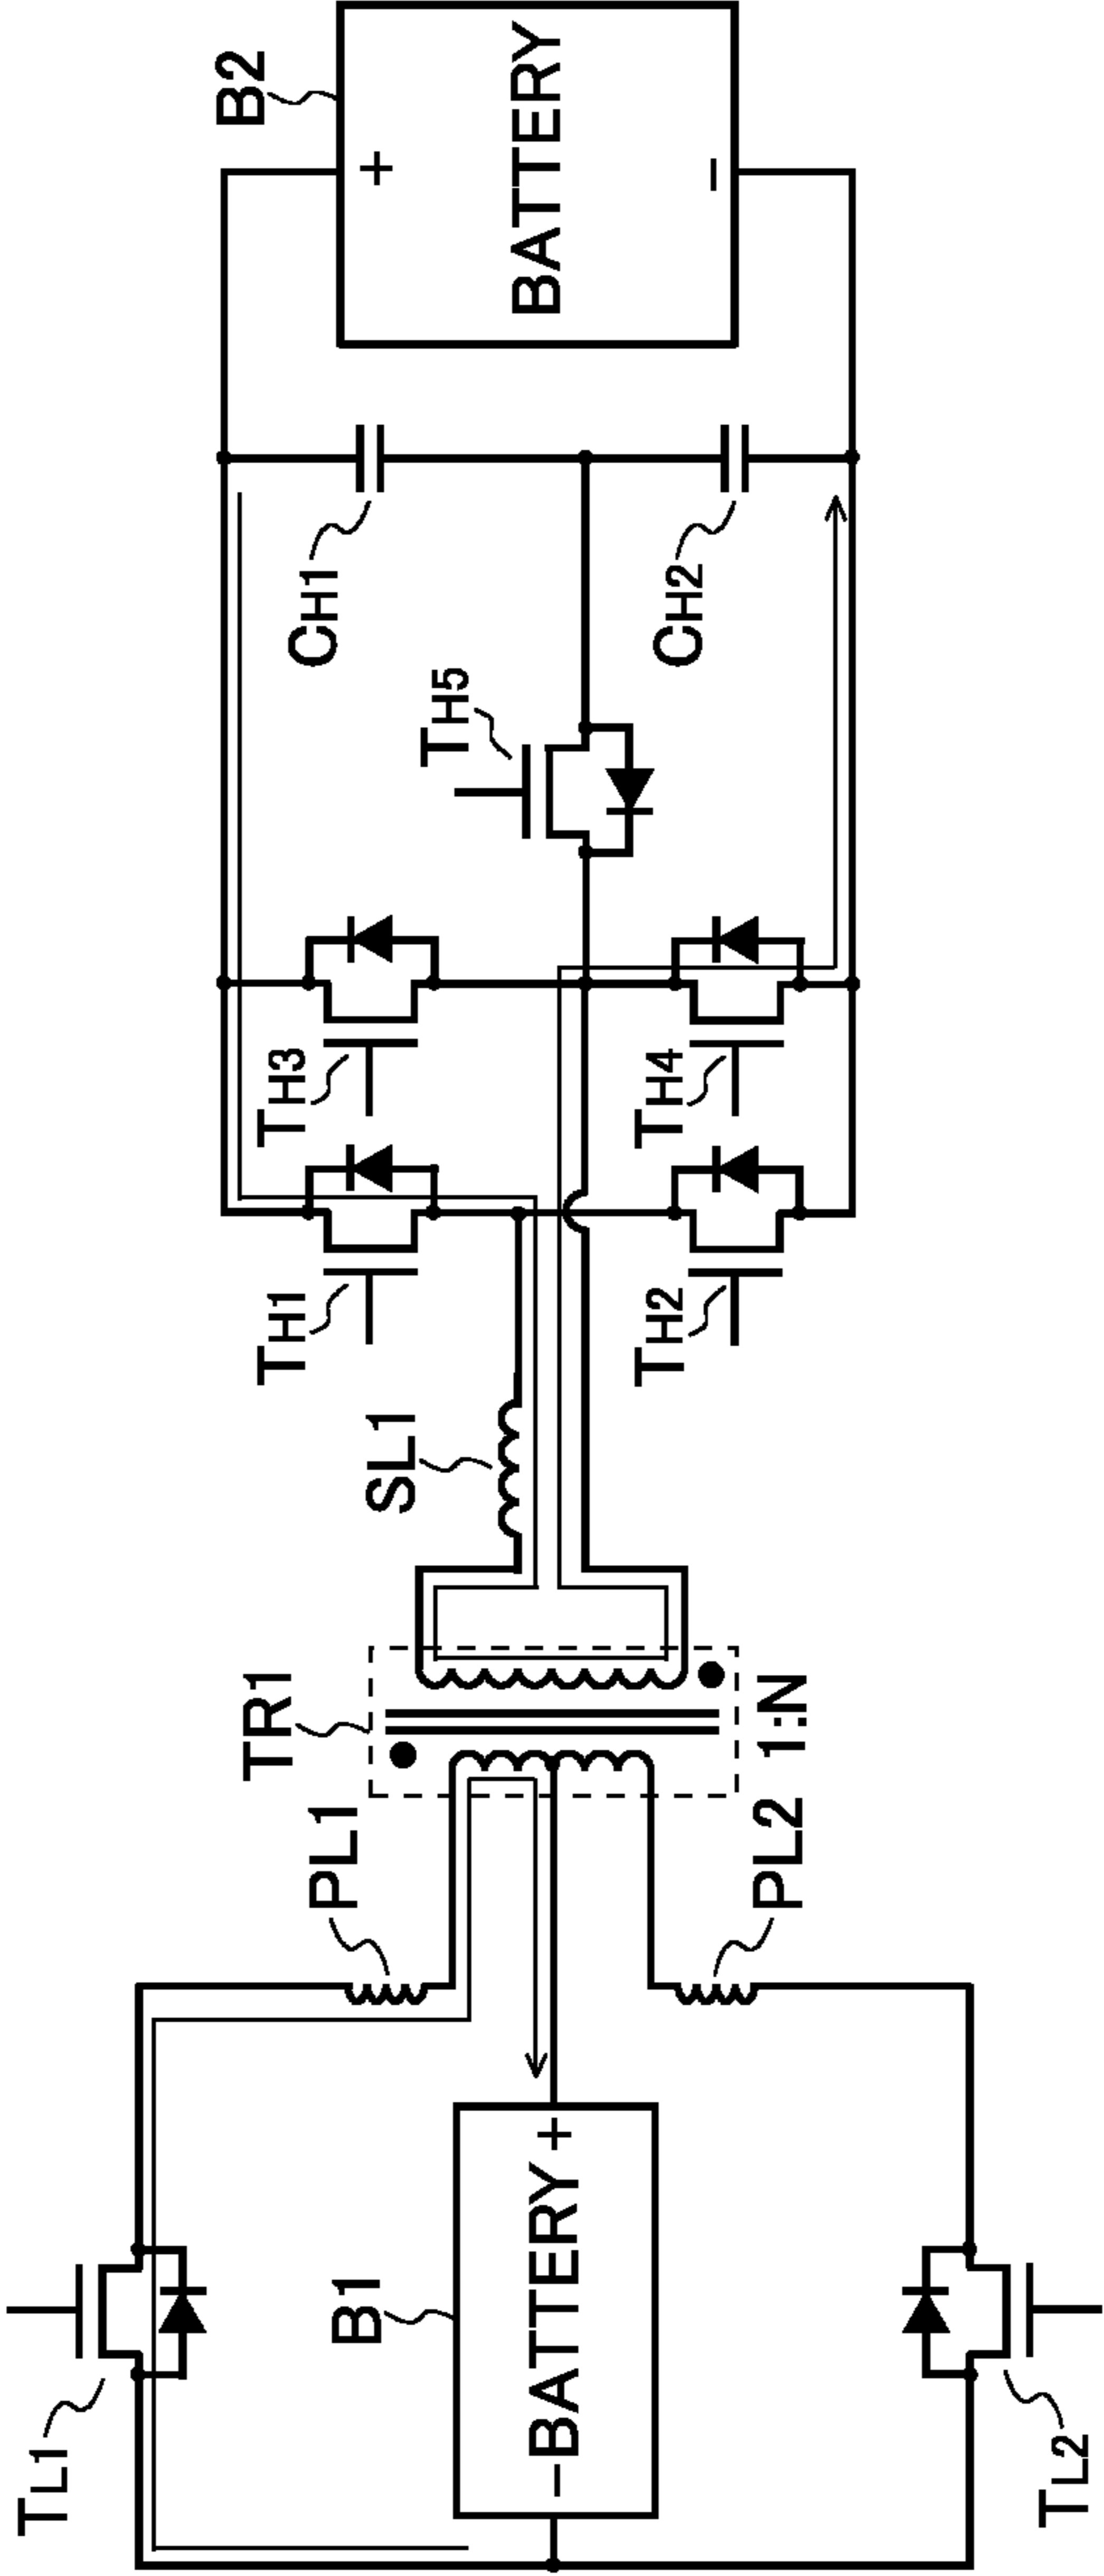 TL1
B1
−BATTERY+
TL2
PL1
PL2
TR1
1:N
SL1
TH1
TH2
TH3
TH4
TH5
CH1
CH2
B2
+
BATTERY
−